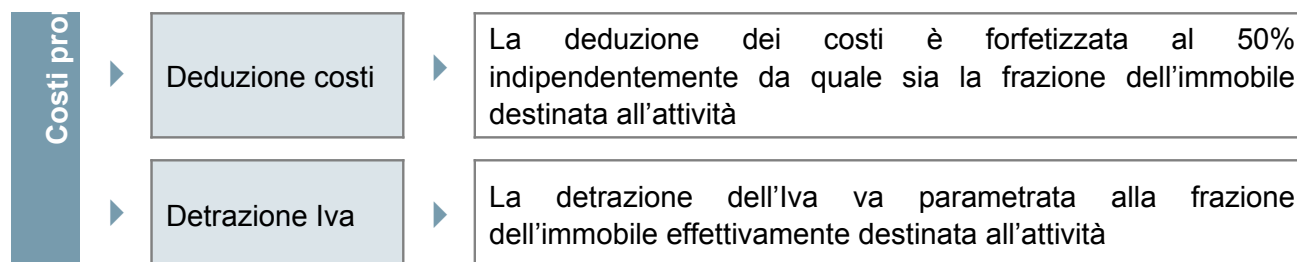 Costi
Deduzione costi
La deduzione dei costi è forfetizzata al 50%
indipendentemente da quale sia la frazione dell’immobile
destinata all’attività
Detrazione Iva
La detrazione dell’Iva va parametrata alla frazione
dell’immobile effettivamente destinata all’attività